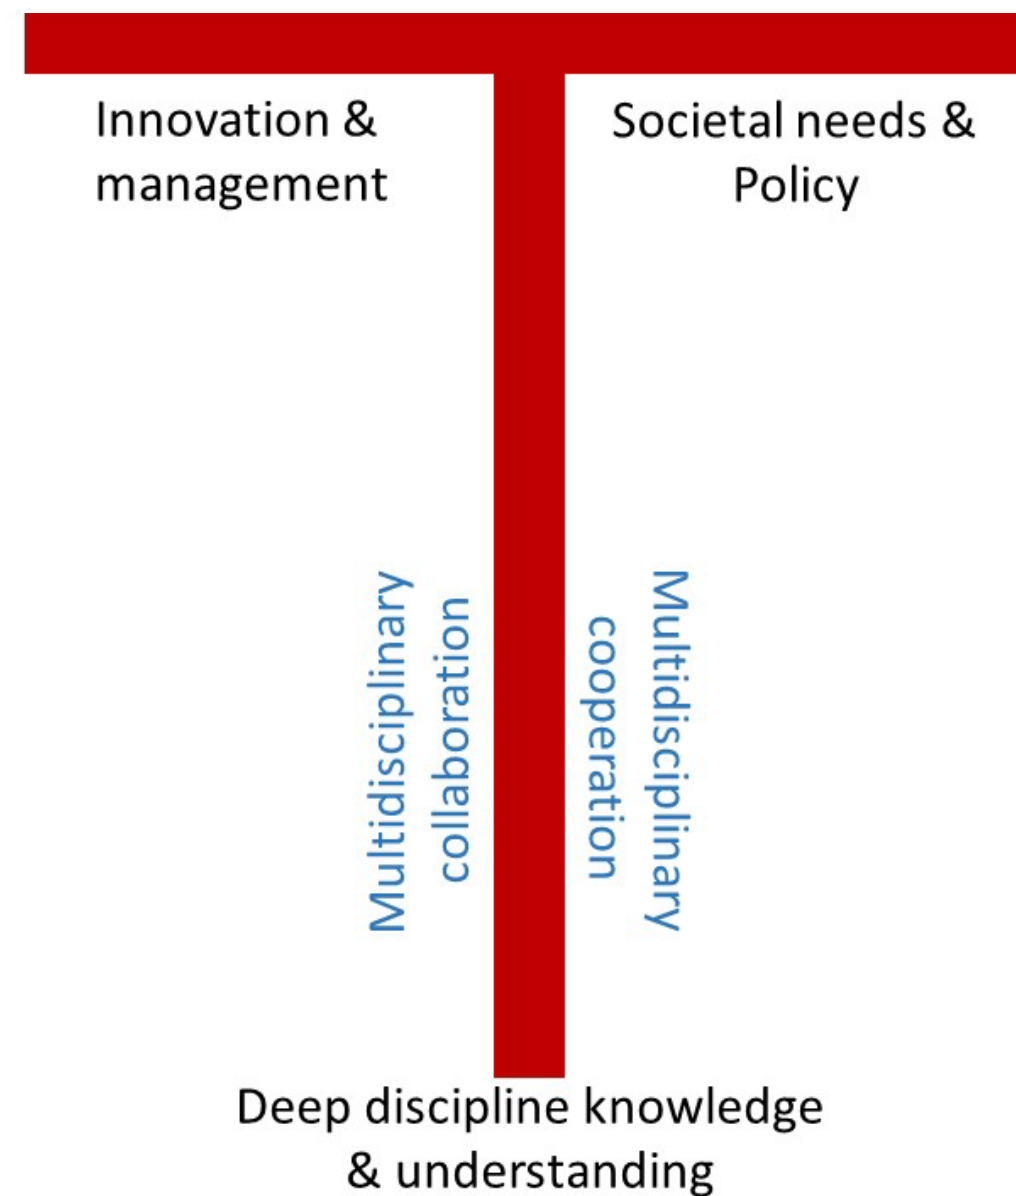 Innovation &
management
Societal needs &
Policy
Multidisciplinary
collaboration
Multidisciplinary
cooperation
Deep discipline knowledge
& understanding